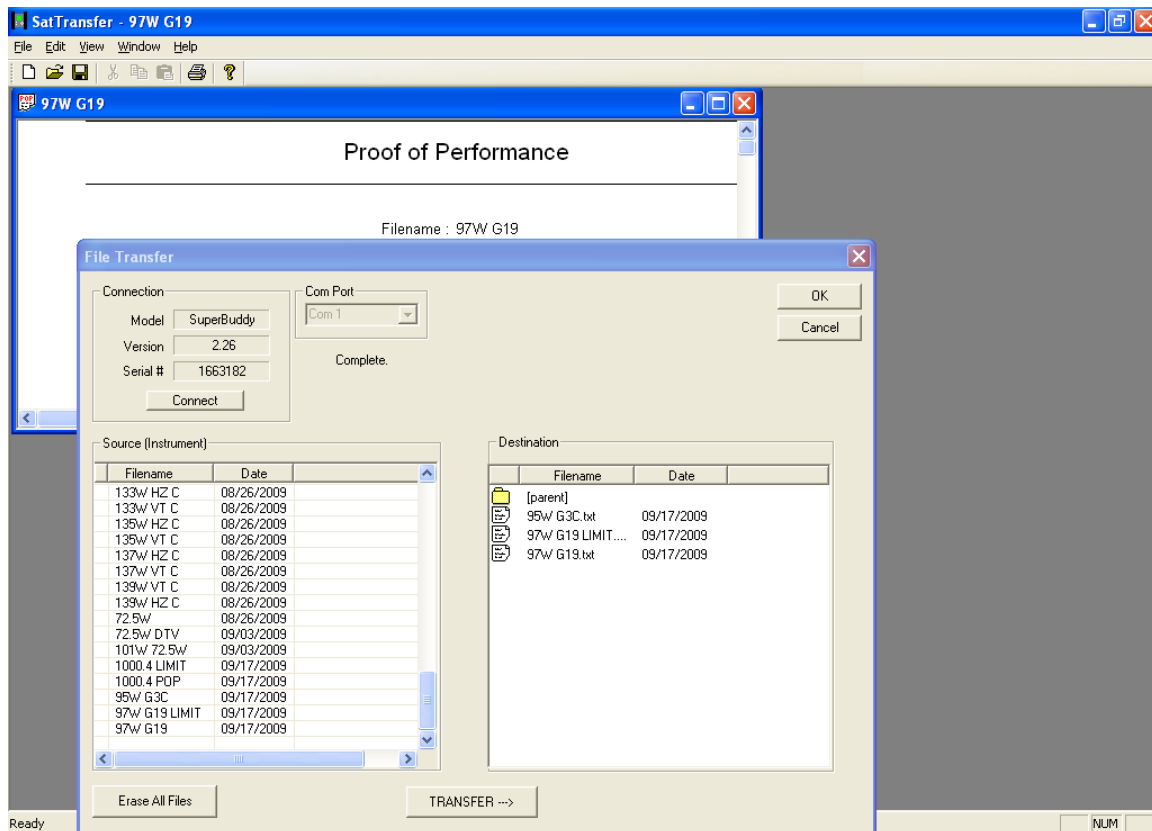 SatTransfer - 97W G19
File Edit View Window Help
97W G19
Proof of Performance
Filename : 97W G19
File Transfer
Connection
Model SuperBuddy
Version 2.26
Serial # 1663182
Connect
Com Port
Com 1
Complete.
OK
Cancel
Source (Instrument)
Filename Date
133W HZ C 08/26/2009
133W VT C 08/26/2009
135W HZ C 08/26/2009
135W VT C 08/26/2009
137W HZ C 08/26/2009
137W VT C 08/26/2009
139W VT C 08/26/2009
139W HZ C 08/26/2009
72.5W 08/26/2009
72.5W DTV 09/03/2009
101W 72.5W 09/03/2009
1000.4 LIMIT 09/17/2009
1000.4 POP 09/17/2009
95W G3C 09/17/2009
97W G19 LIMIT 09/17/2009
97W G19 09/17/2009
Destination
Filename Date
[parent]
95W G3C.txt 09/17/2009
97W G19 LIMIT.... 09/17/2009
97W G19.txt 09/17/2009
Erase All Files
TRANSFER --->
Ready
NUM